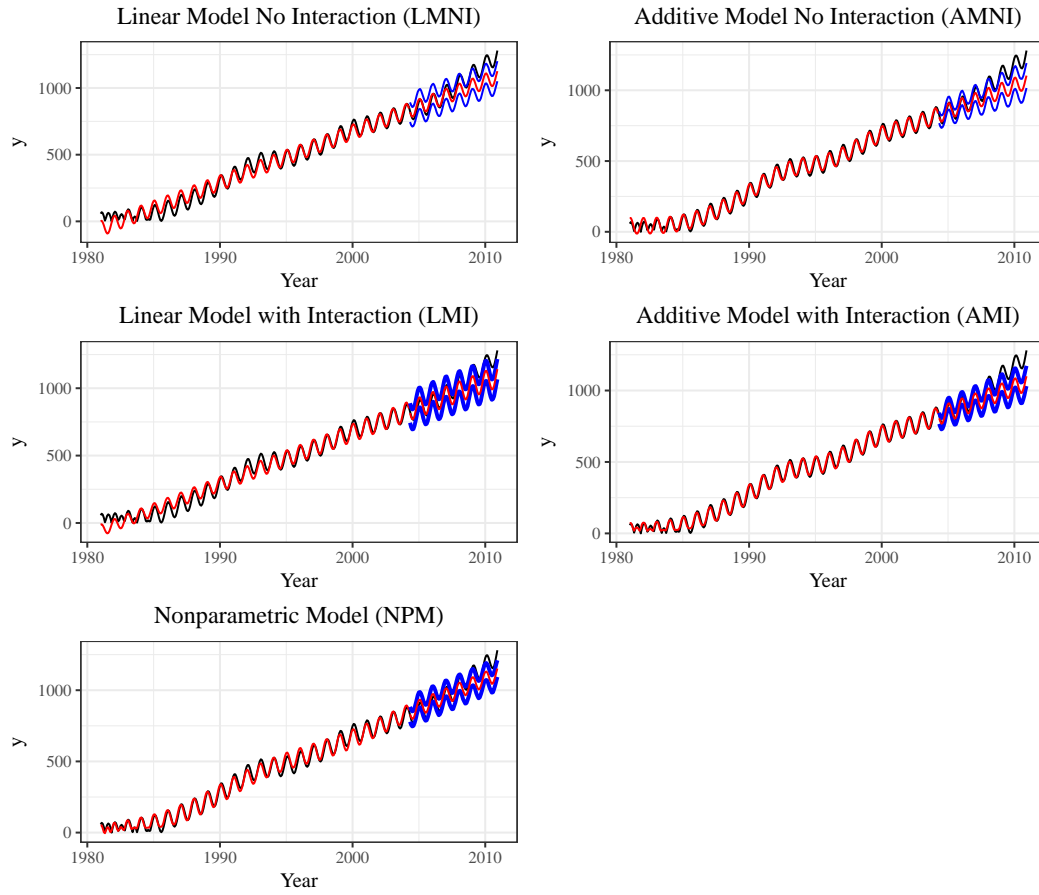 Linear Model No Interaction (LMNI)
y
1000
500
0
1980
1990
2000
2010
Year
Additive Model No Interaction (AMNI)
y
1000
500
0
1980
1990
2000
2010
Year
Linear Model with Interaction (LMI)
y
1000
500
0
1980
1990
2000
2010
Year
Additive Model with Interaction (AMI)
y
1000
500
0
1980
1990
2000
2010
Year
Nonparametric Model (NPM)
y
1000
500
0
1980
1990
2000
2010
Year